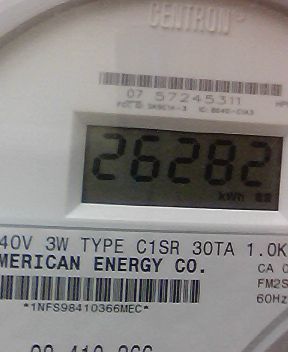 CENTRON
07 57245311
26282
kWh
40V 3W TYPE C1SR 30TA 1.0K
MERICAN ENERGY CO.
CA 0
FM2S
60Hz
*1NFS98410366MEC*